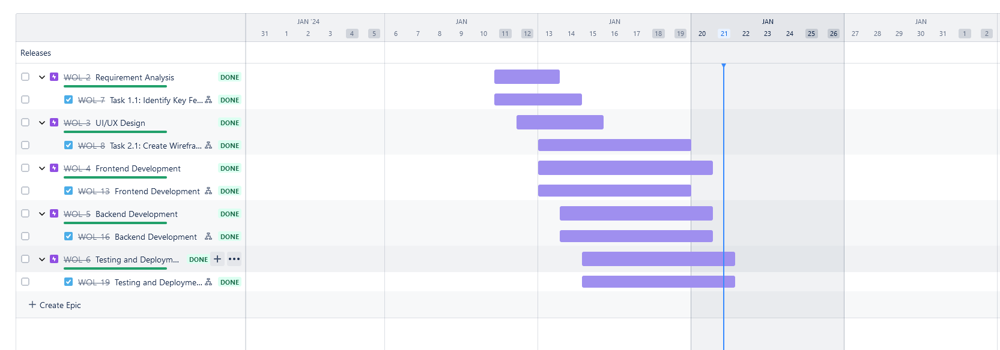 JAN '24 JAN JAN JAN JAN
31 1 2 3 4 5 6 7 8 9 10 11 12 13 14 15 16 17 18 19 20 21 22 23 24 25 26 27 28 29 30 31 1 2
Releases
WOL-2 Requirement Analysis DONE
WOL-7 Task 1.1: Identify Key Fe... DONE
WOL-3 UI/UX Design DONE
WOL-8 Task 2.1: Create Wirefra... DONE
WOL-4 Frontend Development DONE
WOL-13 Frontend Development DONE
WOL-5 Backend Development DONE
WOL-16 Backend Development DONE
WOL-6 Testing and Deploym... DONE
WOL-19 Testing and Deployme... DONE
Create Epic